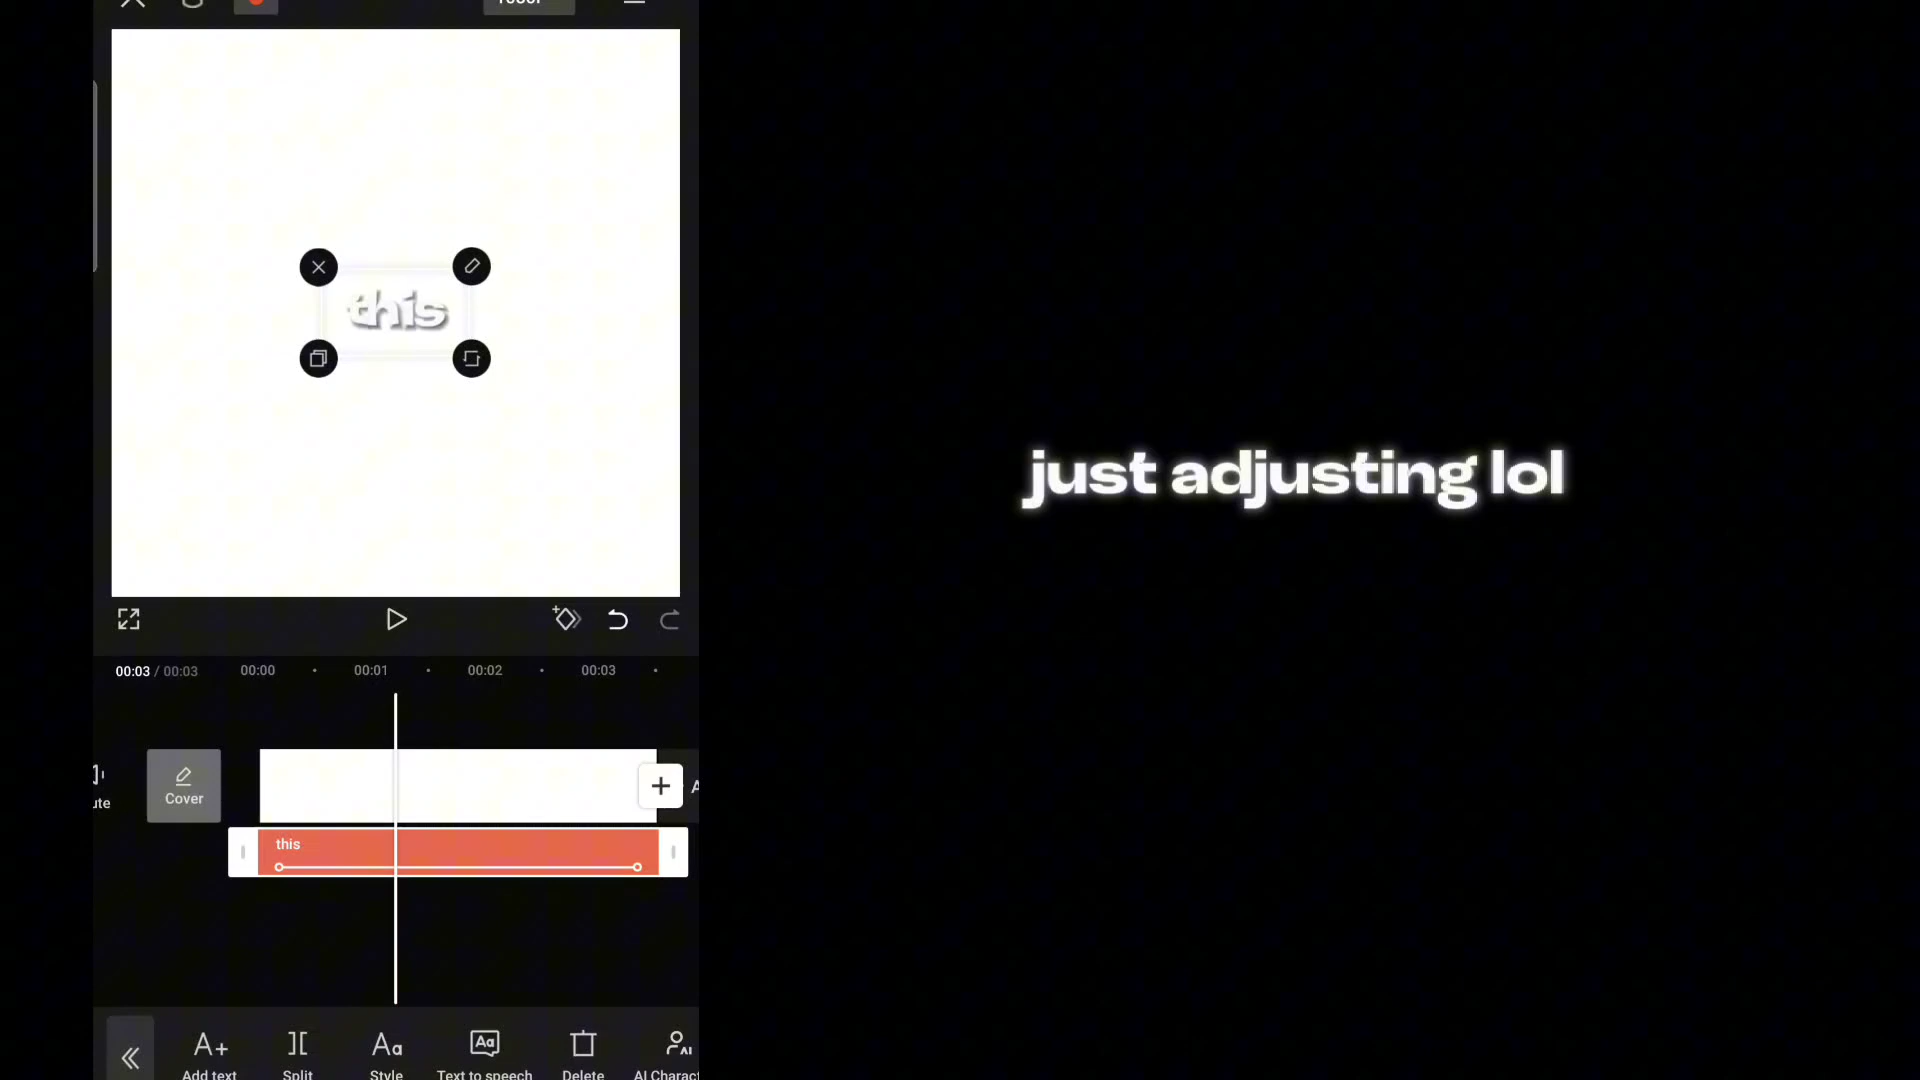 this
just adjusting lol
00:03 / 00:03
00:00
00:01
00:02
00:03
Cover
this
Add text
Split
Style
Text to speech
Delete